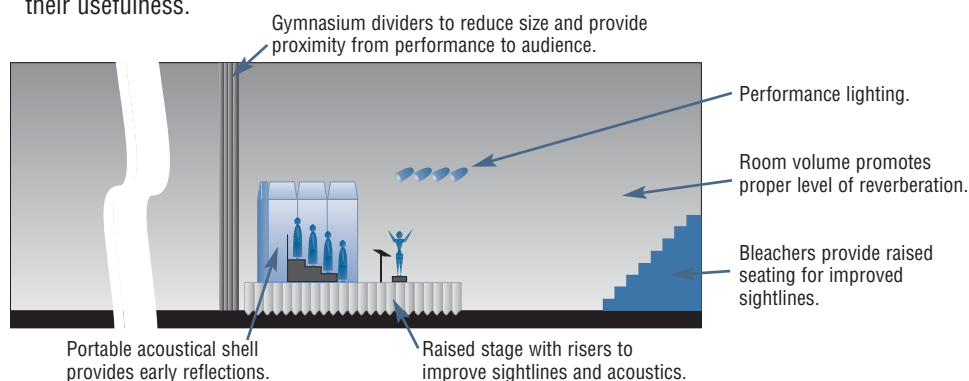 their usefulness.
Gymnasium dividers to reduce size and provide
proximity from performance to audience.
Performance lighting.
Room volume promotes
proper level of reverberation.
Bleachers provide raised
seating for improved
sightlines.
Portable acoustical shell
provides early reflections.
Raised stage with risers to
improve sightlines and acoustics.